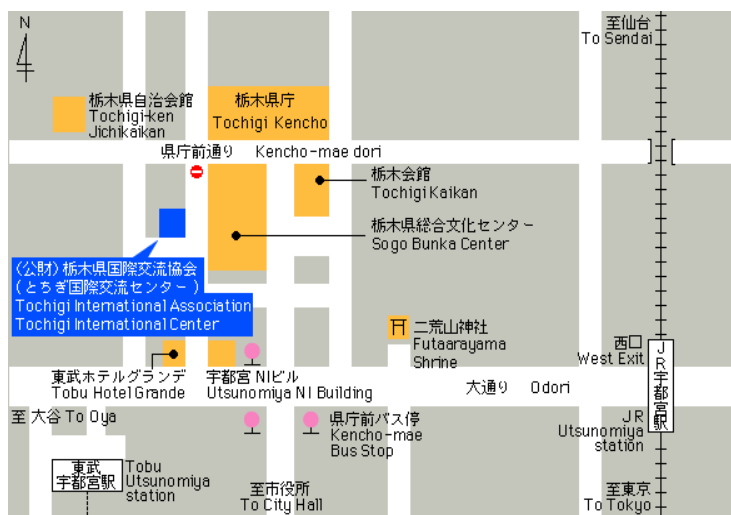 N
至仙台
To Sendai
栃木県自治会館
Tochigi-ken
Jichikaikan
栃木県庁
Tochigi Kencho
県庁前通り Kencho-mae dori
栃木会館
Tochigi Kaikan
栃木県総合文化センター
Sogo Bunka Center
(公財)栃木県国際交流協会
(とちぎ国際交流センター)
Tochigi International Association
Tochigi International Center
二荒山神社
Futaarayama
Shrine
西口
West Exit
JR宇都宮駅
東武ホテルグランデ
Tobu Hotel Grande
宇都宮 NIビル
Utsunomiya NI Building
大通り Odori
至 大谷 To Oya
県庁前バス停
Kencho-mae
Bus Stop
JR
Utsunomiya
station
東武
宇都宮駅
Tobu
Utsunomiya
station
至市役所
To City Hall
至東京
To Tokyo